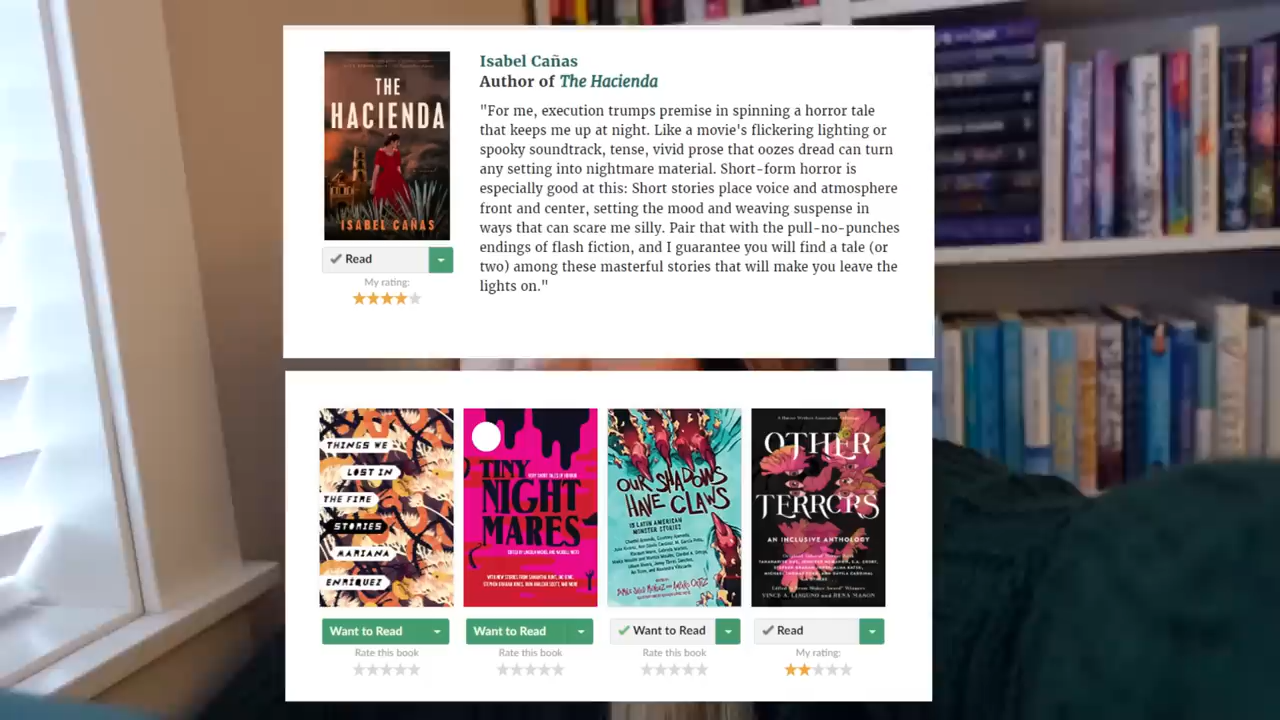 THE
HACIENDA
ISABEL CAÑAS
Read
My rating:
Isabel Cañas
Author of The Hacienda
"For me, execution trumps premise in spinning a horror tale
that keeps me up at night. Like a movie's flickering lighting or
spooky soundtrack, tense, vivid prose that oozes dread can turn
any setting into nightmare material. Short-form horror is
especially good at this: Short stories place voice and atmosphere
front and center, setting the mood and weaving suspense in
ways that can scare me silly. Pair that with the pull-no-punches
endings of flash fiction, and I guarantee you will find a tale (or
two) among these masterful stories that will make you leave the
lights on."
THINGS WE
LOST IN
THE FIRE
STORIES
MARIANA
ENRIQUEZ
Want to Read
Rate this book
TINY
NIGHT
MARES
Want to Read
Rate this book
OUR SHADOWS
HAVE CLAWS
15 LATIN AMERICAN
MONSTER STORIES
Want to Read
Rate this book
OTHER
TERRORS
AN INCLUSIVE ANTHOLOGY
VINCE A. LIAGUNO and RENA MASON
Read
My rating: